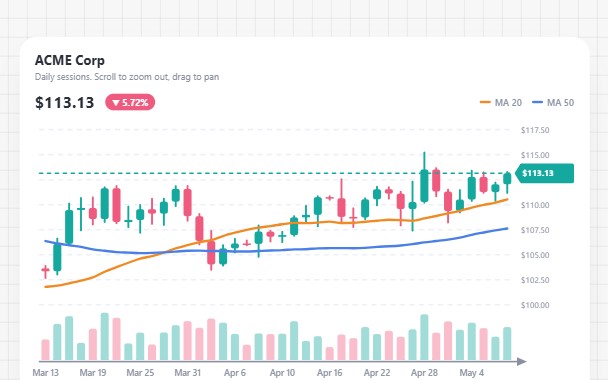 ACME Corp
Daily sessions. Scroll to zoom out, drag to pan
$113.13 ▼ 5.72% MA 20 MA 50
$117.50
$115.00
$113.13
$110.00
$107.50
$105.00
$102.50
$100.00
Mar 13 Mar 19 Mar 25 Mar 31 Apr 6 Apr 10 Apr 16 Apr 22 Apr 28 May 4